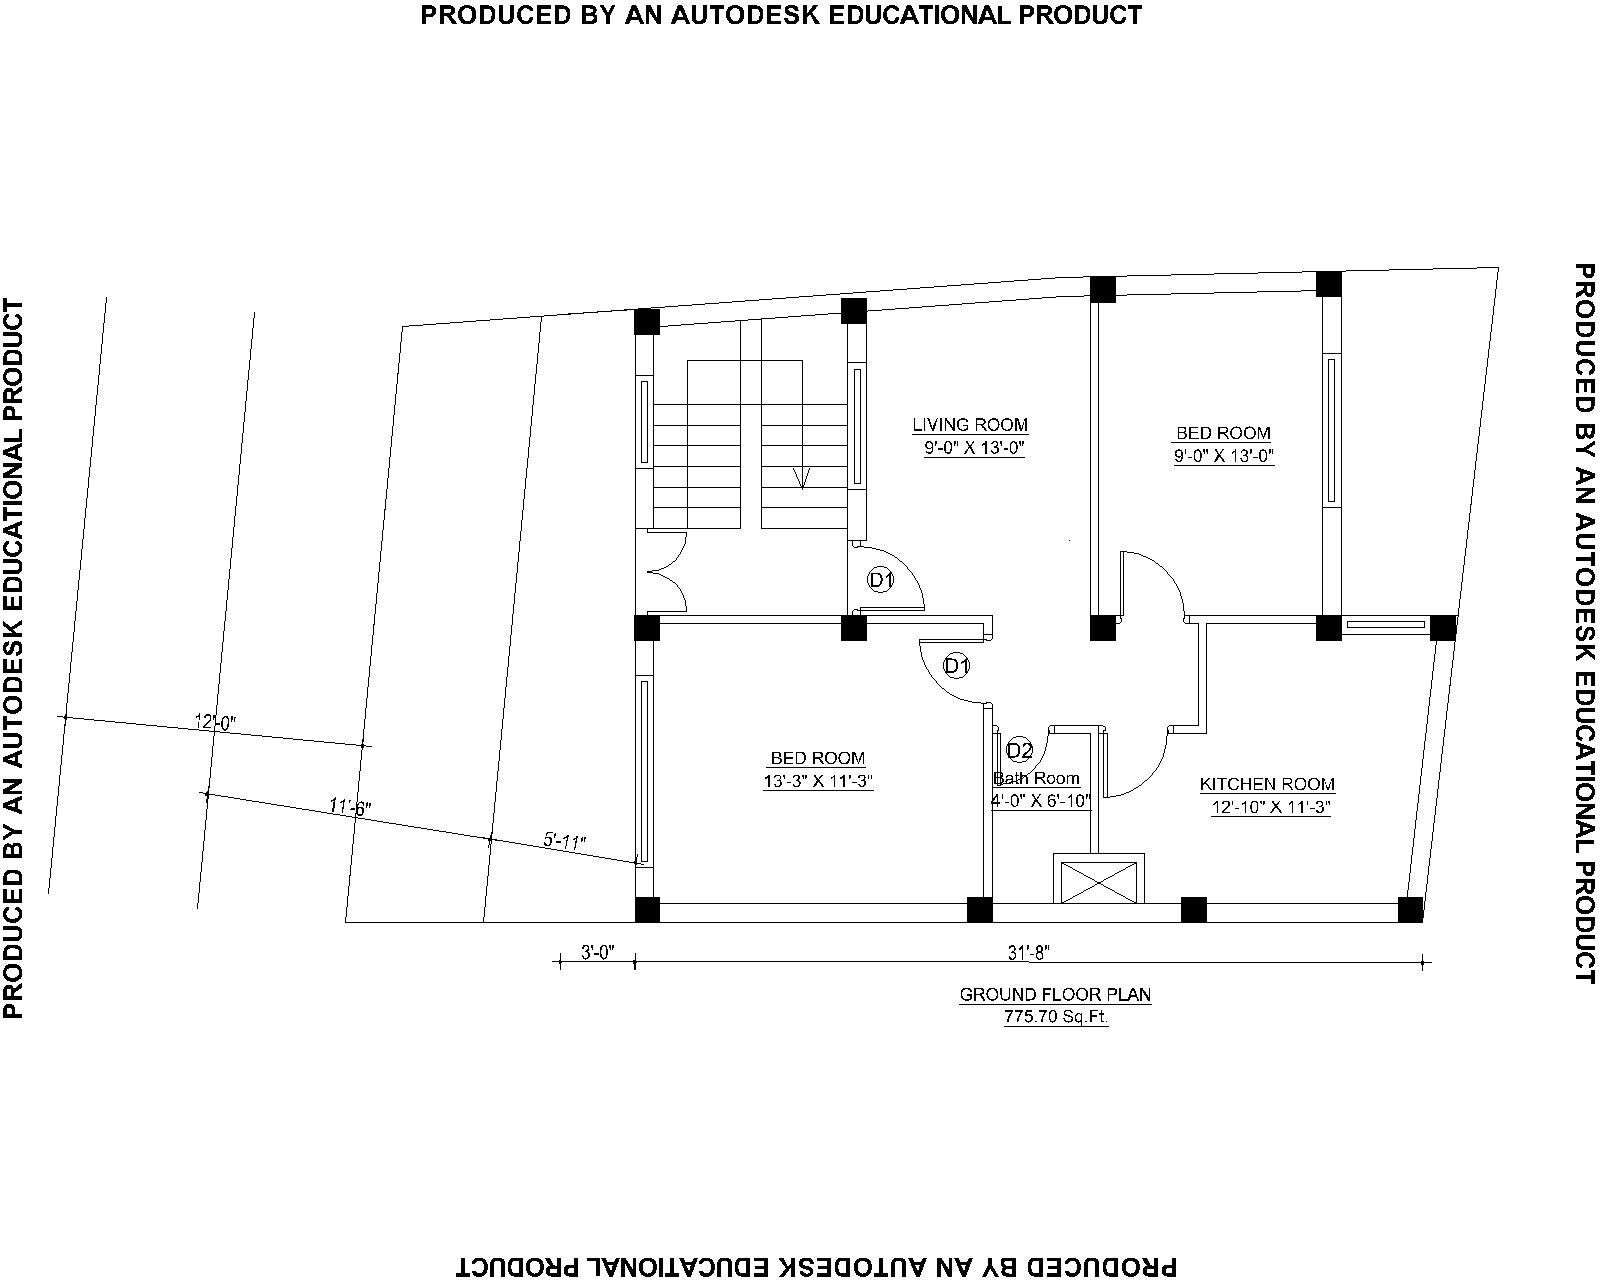 PRODUCED BY AN AUTODESK EDUCATIONAL PRODUCT
PRODUCED BY AN AUTODESK EDUCATIONAL PRODUCT
PRODUCED BY AN AUTODESK EDUCATIONAL PRODUCT
LIVING ROOM
9'-0" X 13'-0"
BED ROOM
9'-0" X 13'-0"
D1
D1
12'-0"
11'-6"
5'-11"
BED ROOM
13'-3" X 11'-3"
D2
Bath Room
4'-0" X 6'-10"
KITCHEN ROOM
12'-10" X 11'-3"
3'-0"
31'-8"
GROUND FLOOR PLAN
775.70 Sq.Ft.
PRODUCED BY AN AUTODESK EDUCATIONAL PRODUCT